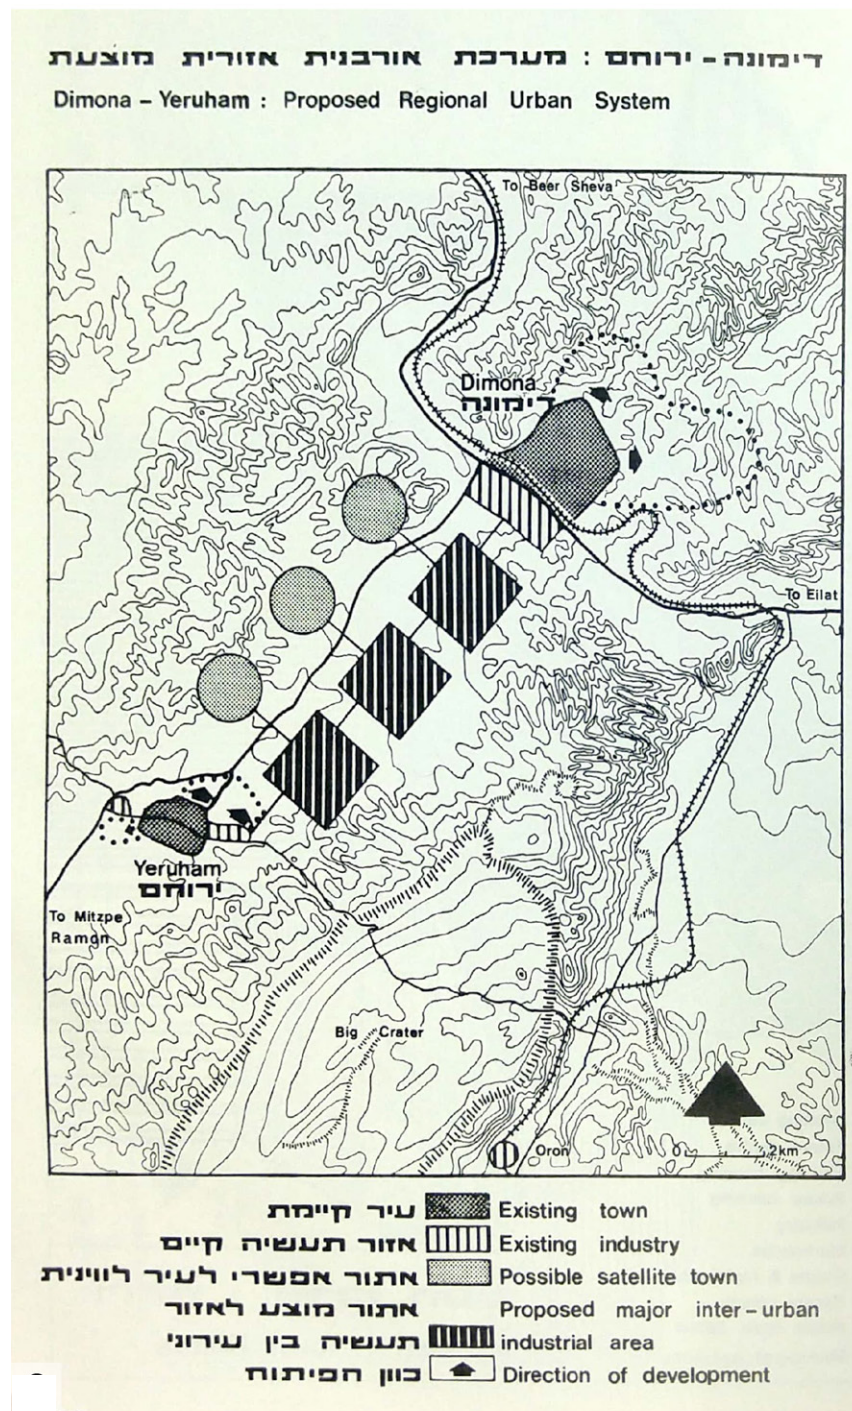 דימונה - ירוחם : מערכת אורבנית אזורית מוצעת
Dimona - Yeruham : Proposed Regional Urban System
To Beer Sheva
Dimona
דימונה
To Eilat
Yeruham
ירוחם
To Mitzpe
Ramon
Big Crater
Oron
0 2km
עיר קיימת Existing town
אזור תעשיה קיים Existing industry
אתור אפשרי לעיר לווינית Possible satellite town
אתור מוצע לאזור Proposed major inter-urban
תעשיה בין עירוני industrial area
כוון הפיתוח Direction of development